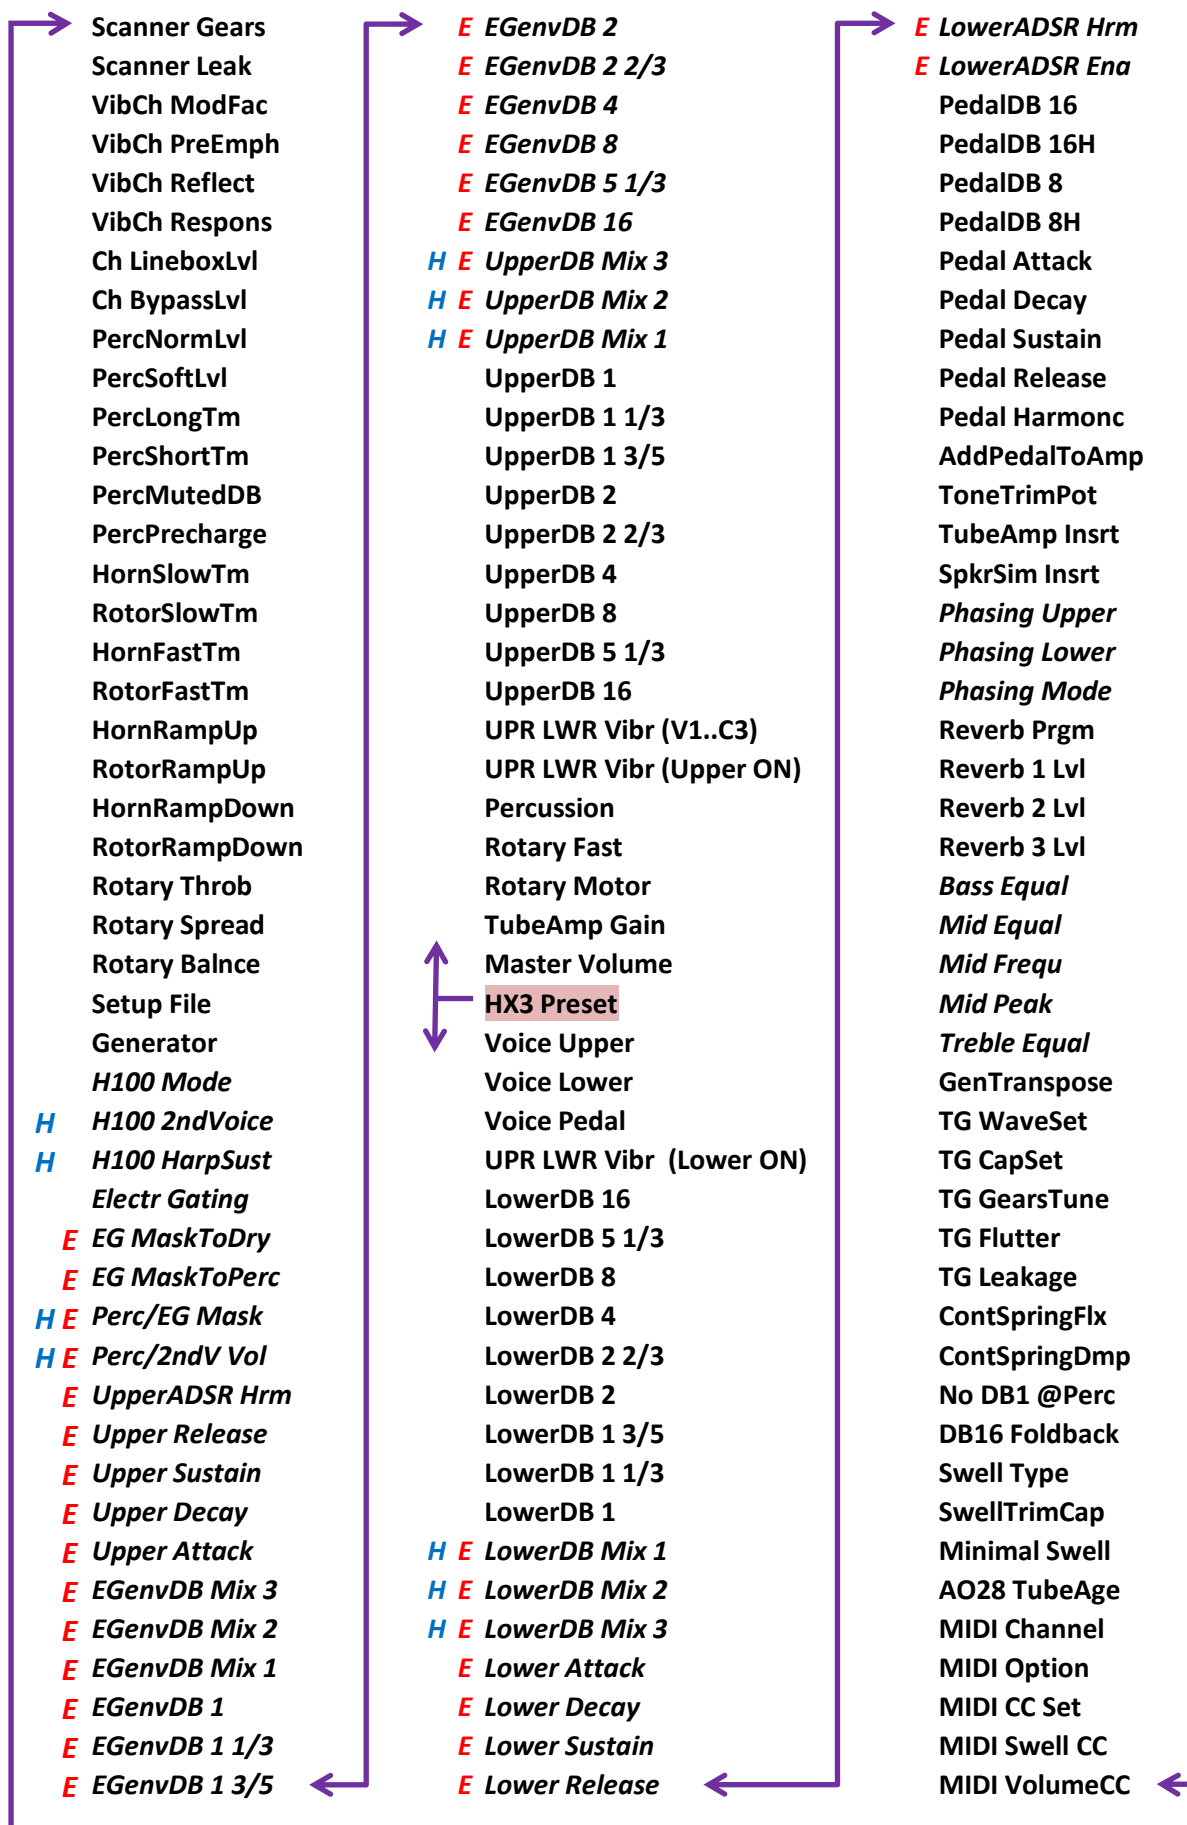 Scanner Gears
Scanner Leak
VibCh ModFac
VibCh PreEmph
VibCh Reflect
VibCh Respons
Ch LineboxLvl
Ch BypassLvl
PercNormLvl
PercSoftLvl
PercLongTm
PercShortTm
PercMutedDB
PercPrecharge
HornSlowTm
RotorSlowTm
HornFastTm
RotorFastTm
HornRampUp
RotorRampUp
HornRampDown
RotorRampDown
Rotary Throb
Rotary Spread
Rotary Balnce
Setup File
Generator
H100 Mode
H H100 2ndVoice
H H100 HarpSust
Electr Gating
E EG MaskToDry
E EG MaskToPerc
H E Perc/EG Mask
H E Perc/2ndV Vol
E UpperADSR Hrm
E Upper Release
E Upper Sustain
E Upper Decay
E Upper Attack
E EGenvDB Mix 3
E EGenvDB Mix 2
E EGenvDB Mix 1
E EGenvDB 1
E EGenvDB 1 1/3
E EGenvDB 1 3/5
E EGenvDB 2
E EGenvDB 2 2/3
E EGenvDB 4
E EGenvDB 8
E EGenvDB 5 1/3
E EGenvDB 16
H E UpperDB Mix 3
H E UpperDB Mix 2
H E UpperDB Mix 1
UpperDB 1
UpperDB 1 1/3
UpperDB 1 3/5
UpperDB 2
UpperDB 2 2/3
UpperDB 4
UpperDB 8
UpperDB 5 1/3
UpperDB 16
UPR LWR Vibr (V1..C3)
UPR LWR Vibr (Upper ON)
Percussion
Rotary Fast
Rotary Motor
TubeAmp Gain
Master Volume
HX3 Preset
Voice Upper
Voice Lower
Voice Pedal
UPR LWR Vibr (Lower ON)
LowerDB 16
LowerDB 5 1/3
LowerDB 8
LowerDB 4
LowerDB 2 2/3
LowerDB 2
LowerDB 1 3/5
LowerDB 1 1/3
LowerDB 1
H E LowerDB Mix 1
H E LowerDB Mix 2
H E LowerDB Mix 3
E Lower Attack
E Lower Decay
E Lower Sustain
E Lower Release
E LowerADSR Hrm
E LowerADSR Ena
PedalDB 16
PedalDB 16H
PedalDB 8
PedalDB 8H
Pedal Attack
Pedal Decay
Pedal Sustain
Pedal Release
Pedal Harmonc
AddPedalToAmp
ToneTrimPot
TubeAmp Insrt
SpkrSim Insrt
Phasing Upper
Phasing Lower
Phasing Mode
Reverb Prgm
Reverb 1 Lvl
Reverb 2 Lvl
Reverb 3 Lvl
Bass Equal
Mid Equal
Mid Frequ
Mid Peak
Treble Equal
GenTranspose
TG WaveSet
TG CapSet
TG GearsTune
TG Flutter
TG Leakage
ContSpringFlx
ContSpringDmp
No DB1 @Perc
DB16 Foldback
Swell Type
SwellTrimCap
Minimal Swell
AO28 TubeAge
MIDI Channel
MIDI Option
MIDI CC Set
MIDI Swell CC
MIDI VolumeCC